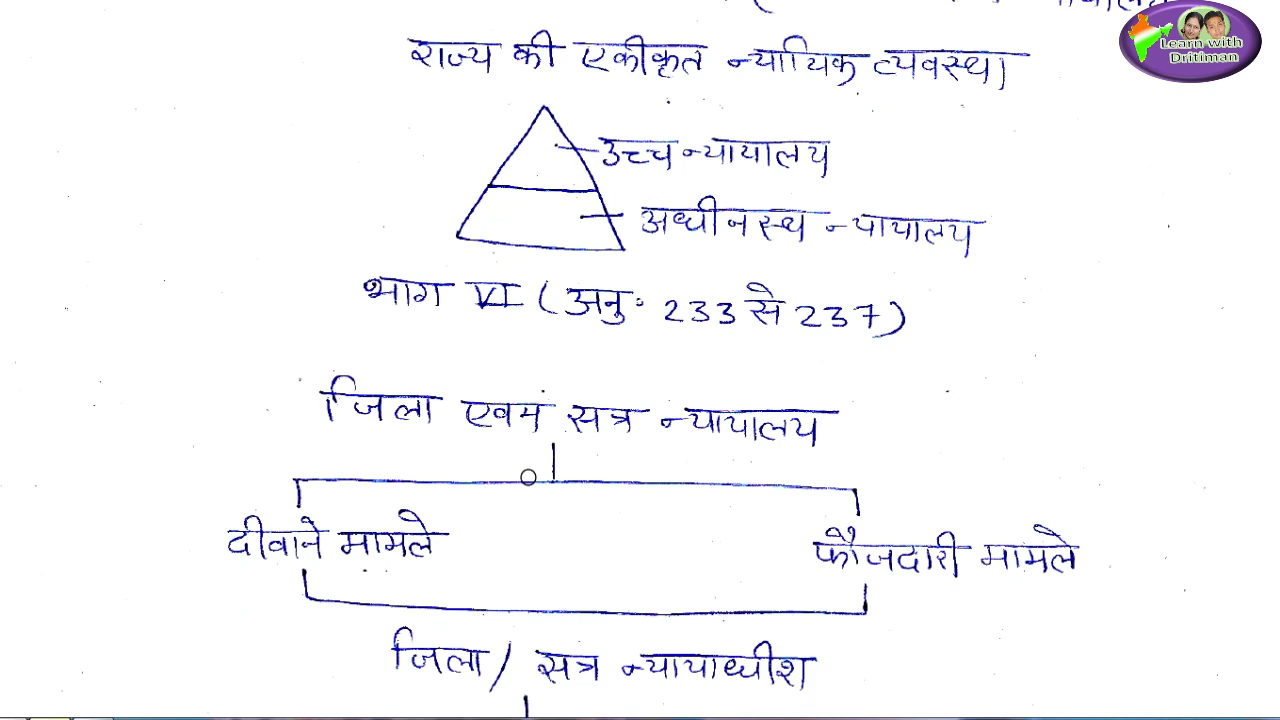 राज्य की एकीकृत न्यायिक व्यवस्था
उच्च न्यायालय
अधीनस्थ न्यायालय
भाग VI (अनु. 233 से 237)
जिला एवम सत्र न्यायालय
दीवाने मामले
फौजदारी मामले
जिला / सत्र न्यायाधीश
Learn with
Dritiman